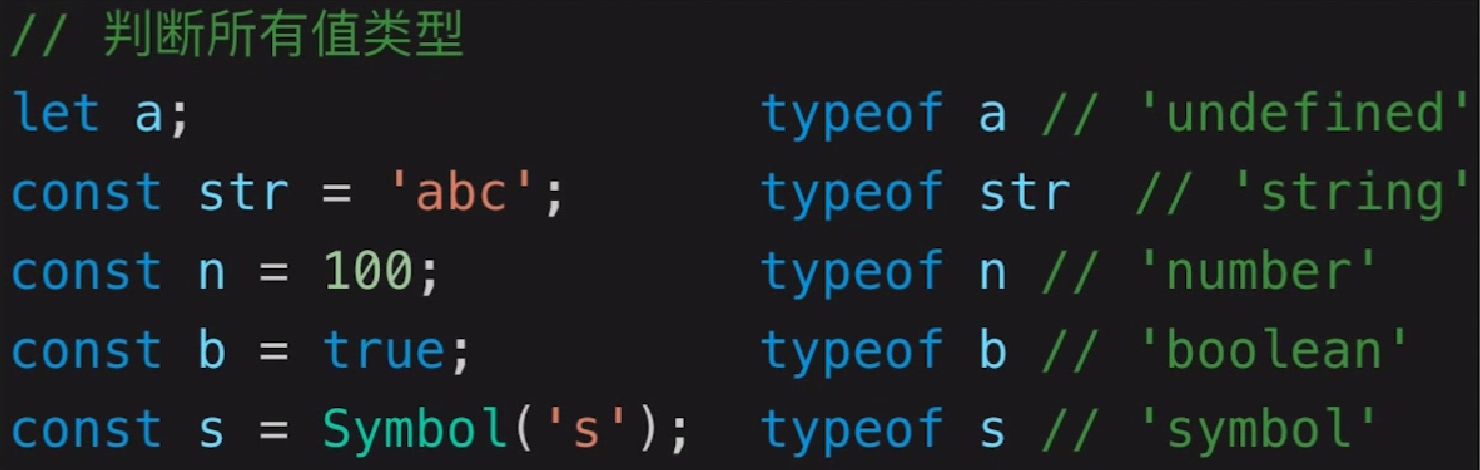 // 判断所有值类型
let a;                  typeof a // 'undefined'
const str = 'abc';      typeof str  // 'string'
const n = 100;          typeof n // 'number'
const b = true;         typeof b // 'boolean'
const s = Symbol('s');  typeof s // 'symbol'